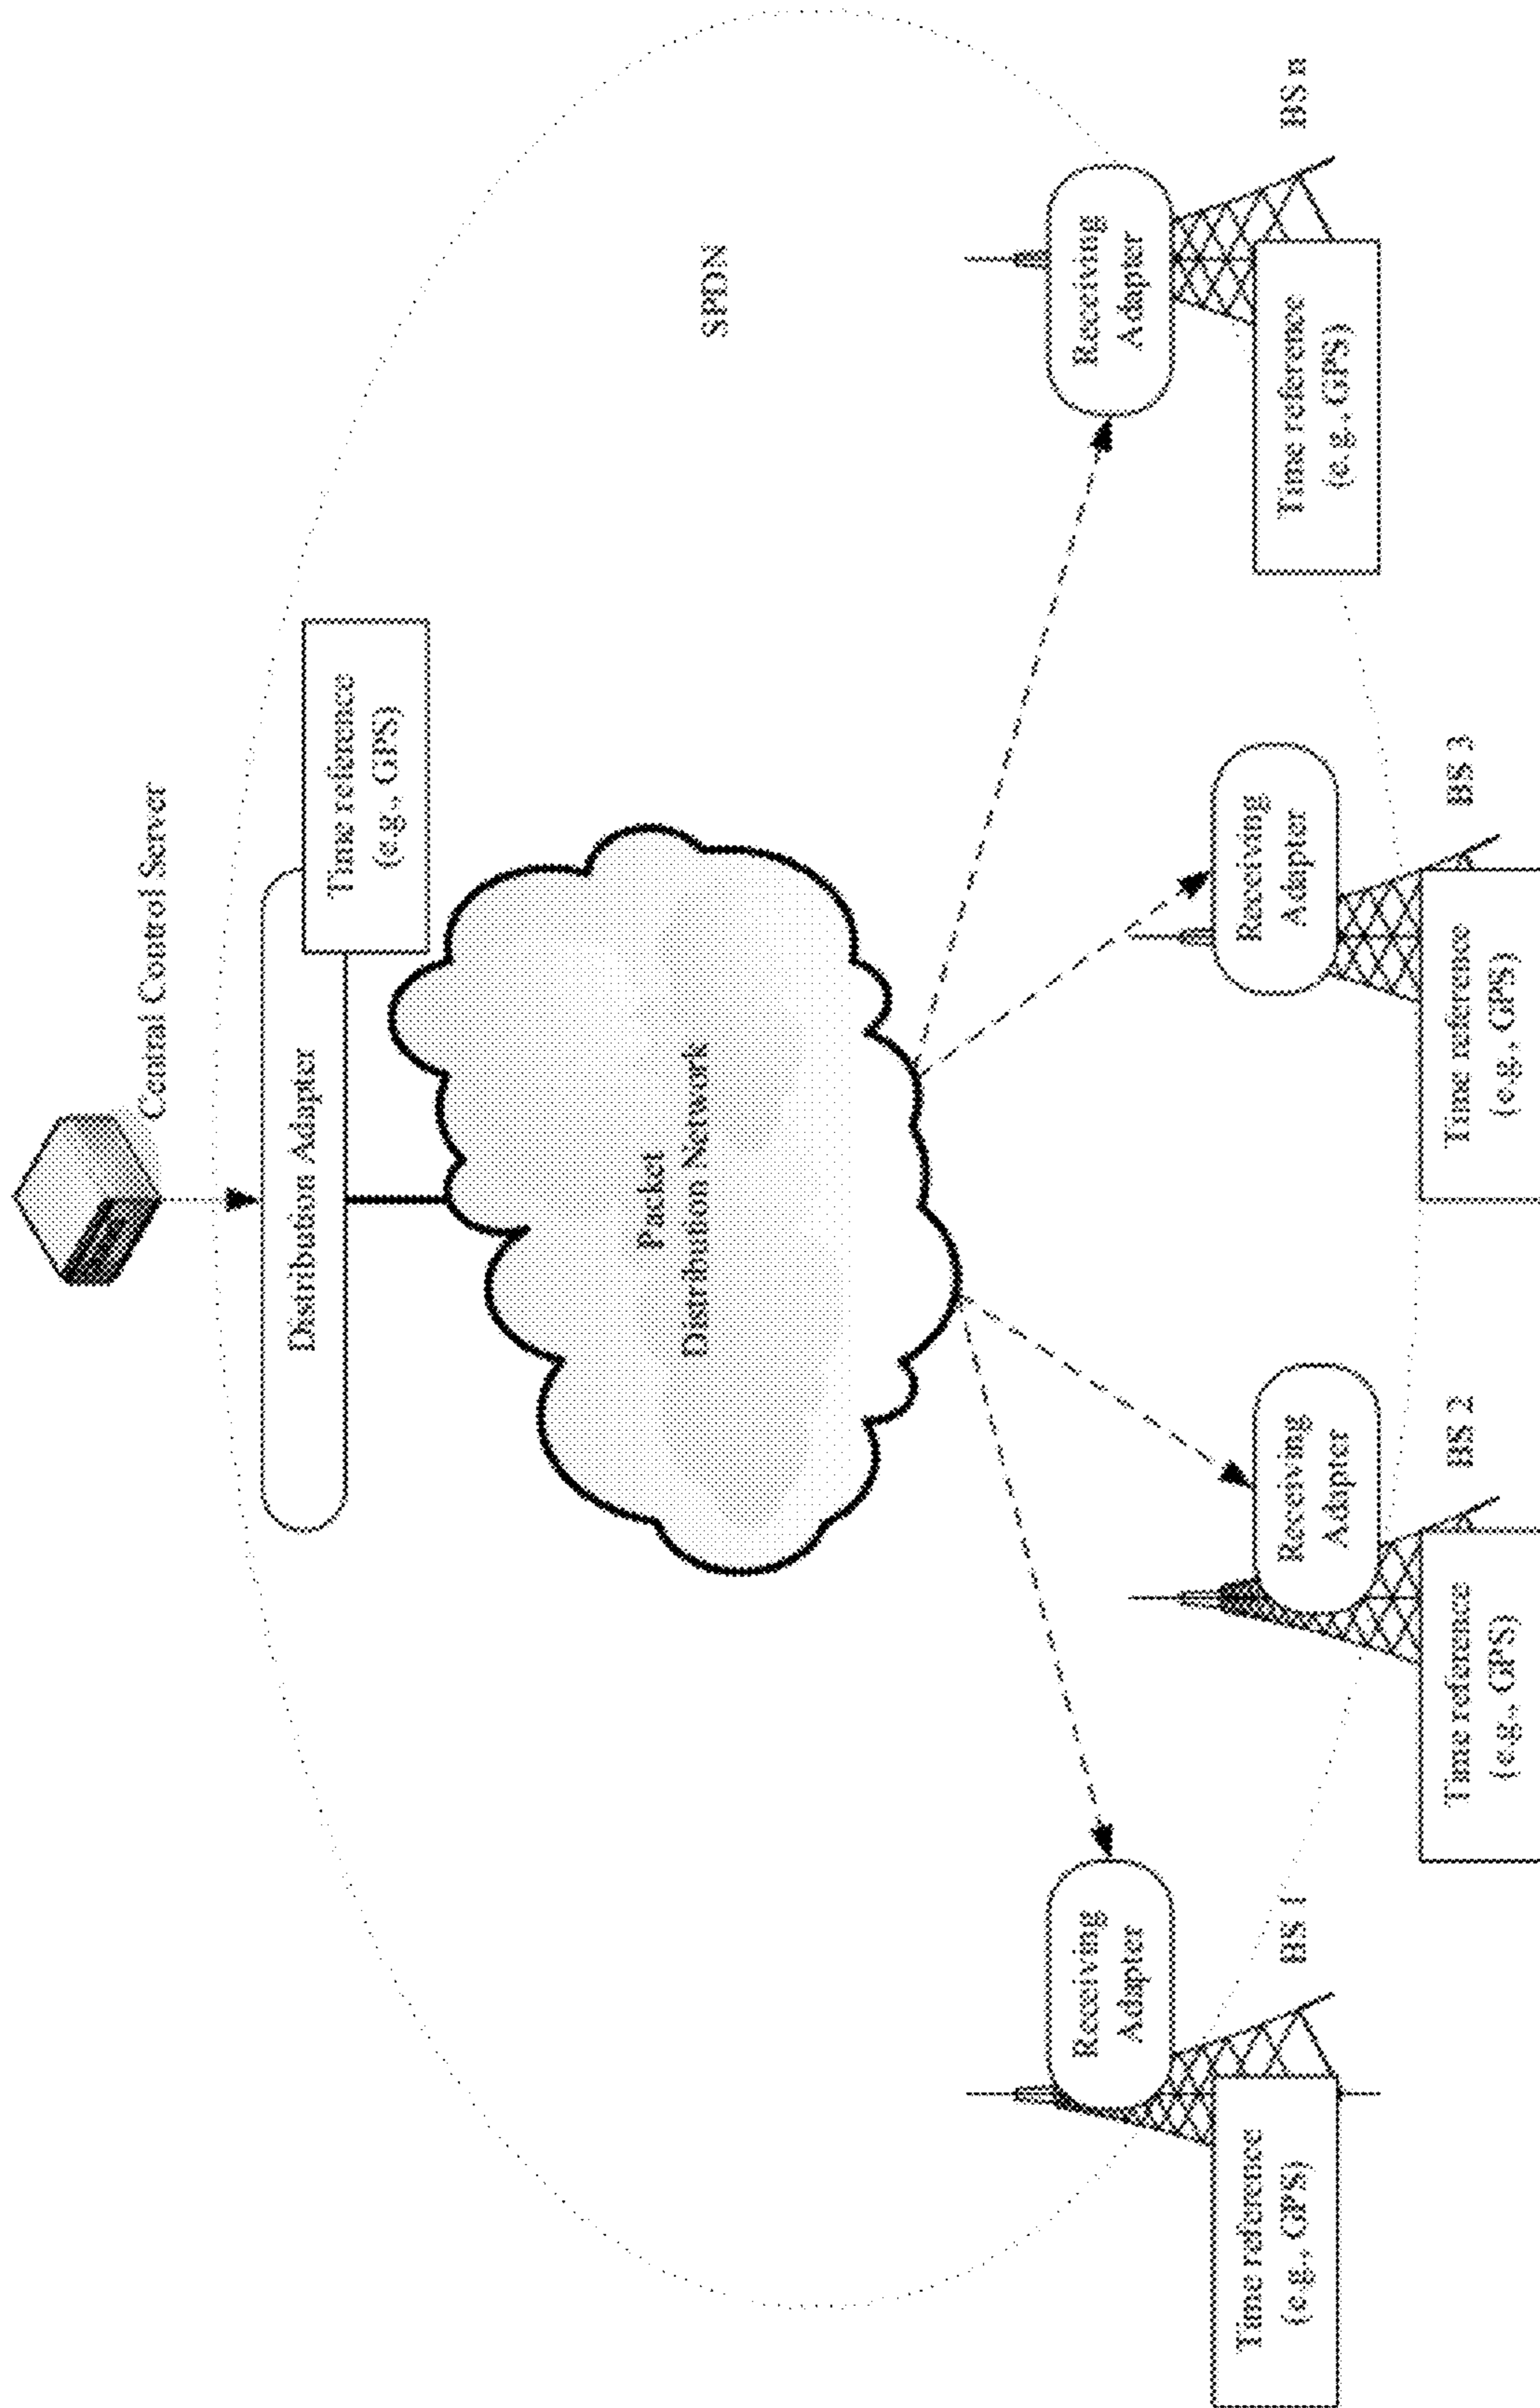 Central Control Server
Distribution Adapter
Time reference
(e.g., GPS)
Packet
Distribution Network
SPDN
Receiving
Adapter
BS 1
Time reference
(e.g., GPS)
Receiving
Adapter
BS 2
Time reference
(e.g., GPS)
Receiving
Adapter
BS 3
Time reference
(e.g., GPS)
Receiving
Adapter
BS n
Time reference
(e.g., GPS)